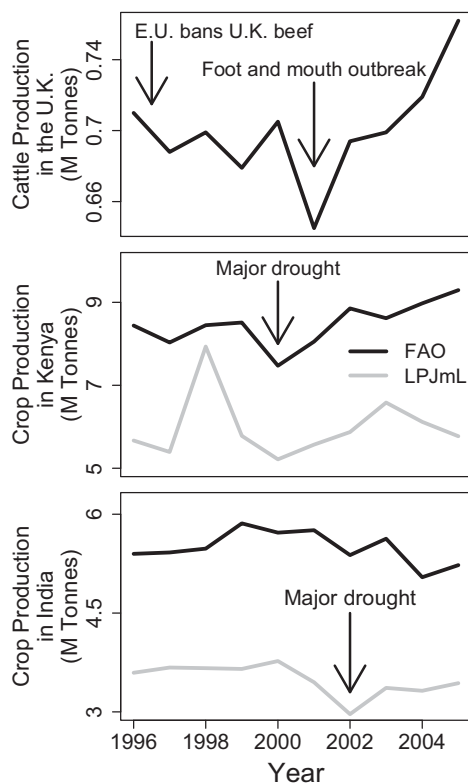 Cattle Production
in the U.K.
(M Tonnes)
0.74
0.7
0.66
E.U. bans U.K. beef
Foot and mouth outbreak
Crop Production
in Kenya
(M Tonnes)
9
7
5
Major drought
FAO
LPJmL
Crop Production
in India
(M Tonnes)
6
4.5
3
Major drought
1996
1998
2000
2002
2004
Year